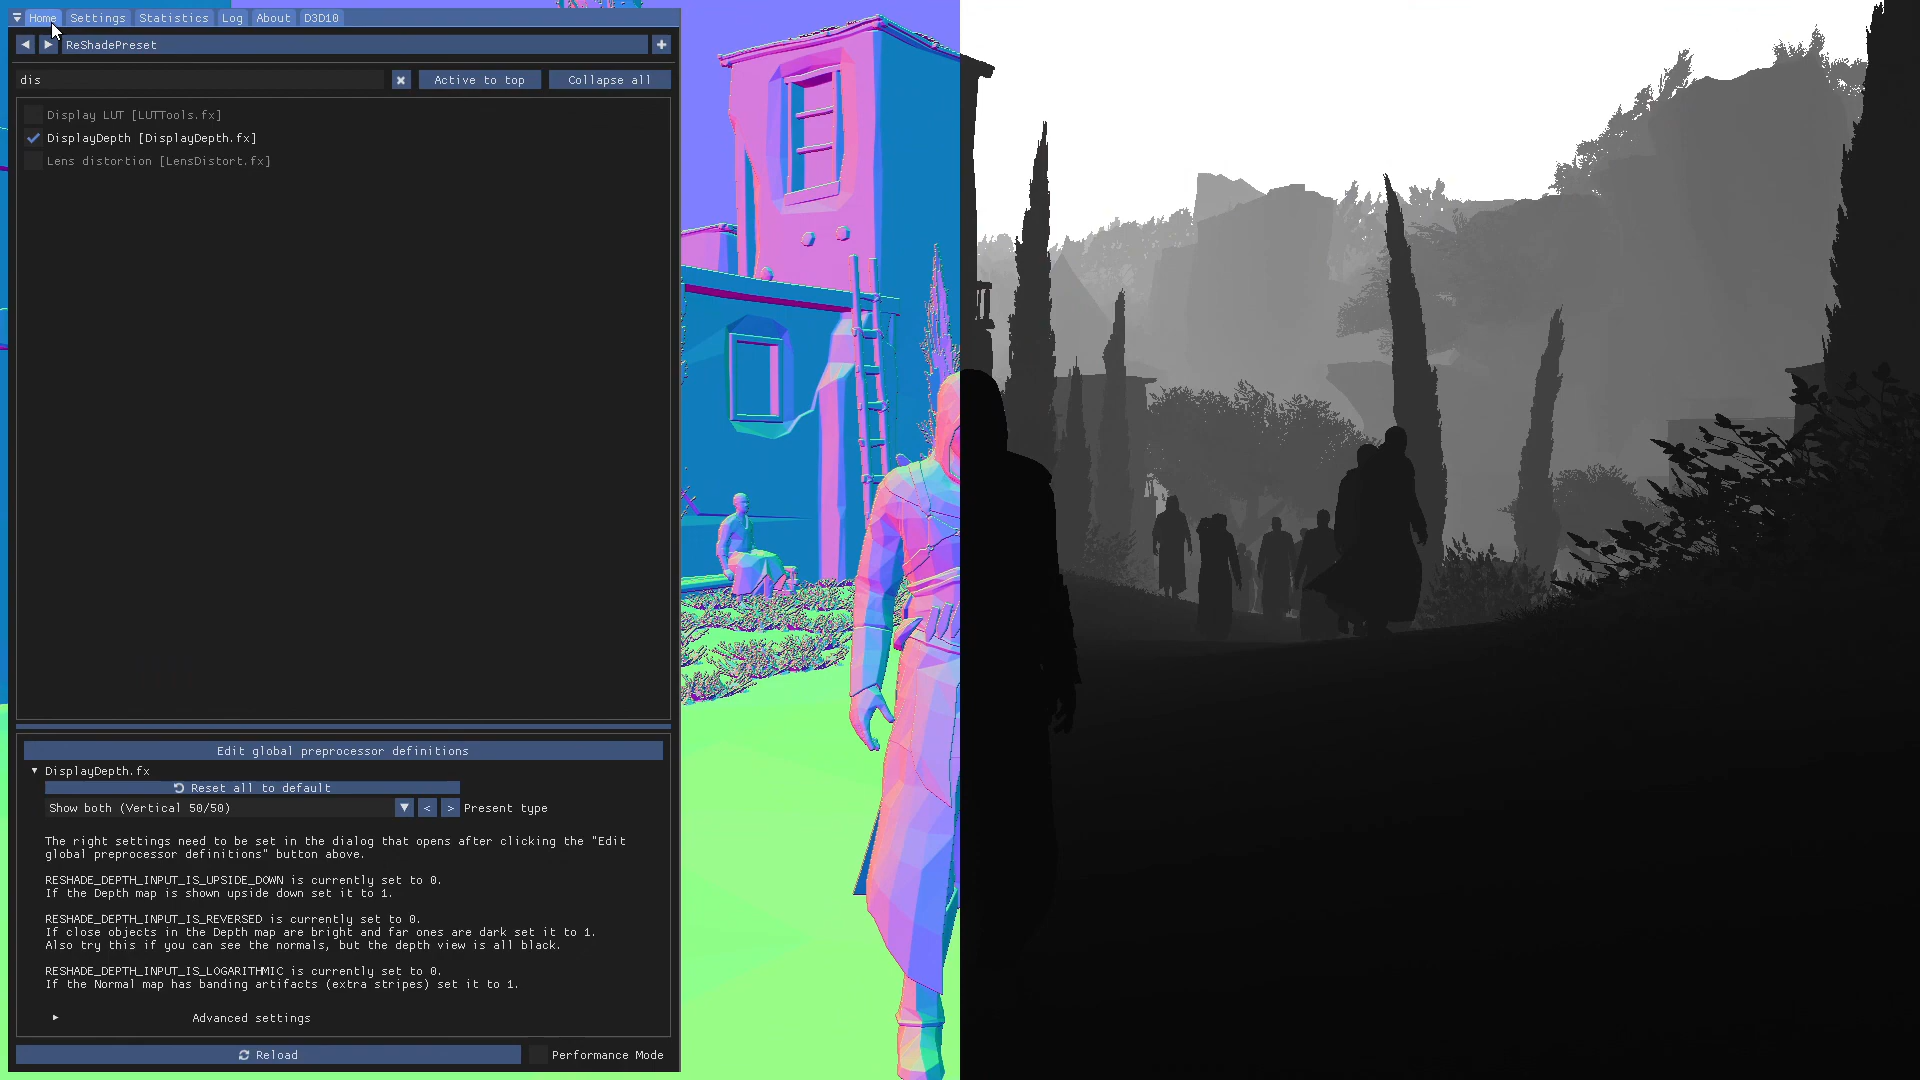 Home Settings Statistics Log About D3D10
ReShadePreset
dis Active to top Collapse all
Display LUT [LUTTools.fx]
DisplayDepth [DisplayDepth.fx]
Lens distortion [LensDistort.fx]
Edit global preprocessor definitions
DisplayDepth.fx
Reset all to default
Show both (Vertical 50/50) < > Present type
The right settings need to be set in the dialog that opens after clicking the "Edit
global preprocessor definitions" button above.
RESHADE_DEPTH_INPUT_IS_UPSIDE_DOWN is currently set to 0.
If the Depth map is shown upside down set it to 1.
RESHADE_DEPTH_INPUT_IS_REVERSED is currently set to 0.
If close objects in the Depth map are bright and far ones are dark set it to 1.
Also try this if you can see the normals, but the depth view is all black.
RESHADE_DEPTH_INPUT_IS_LOGARITHMIC is currently set to 0.
If the Normal map has banding artifacts (extra stripes) set it to 1.
Advanced settings
Reload Performance Mode